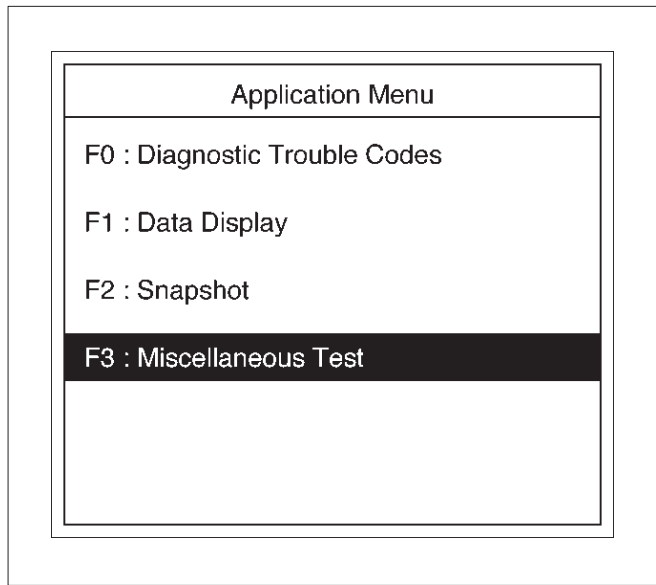 Application Menu
F0 : Diagnostic Trouble Codes
F1 : Data Display
F2 : Snapshot
F3 : Miscellaneous Test